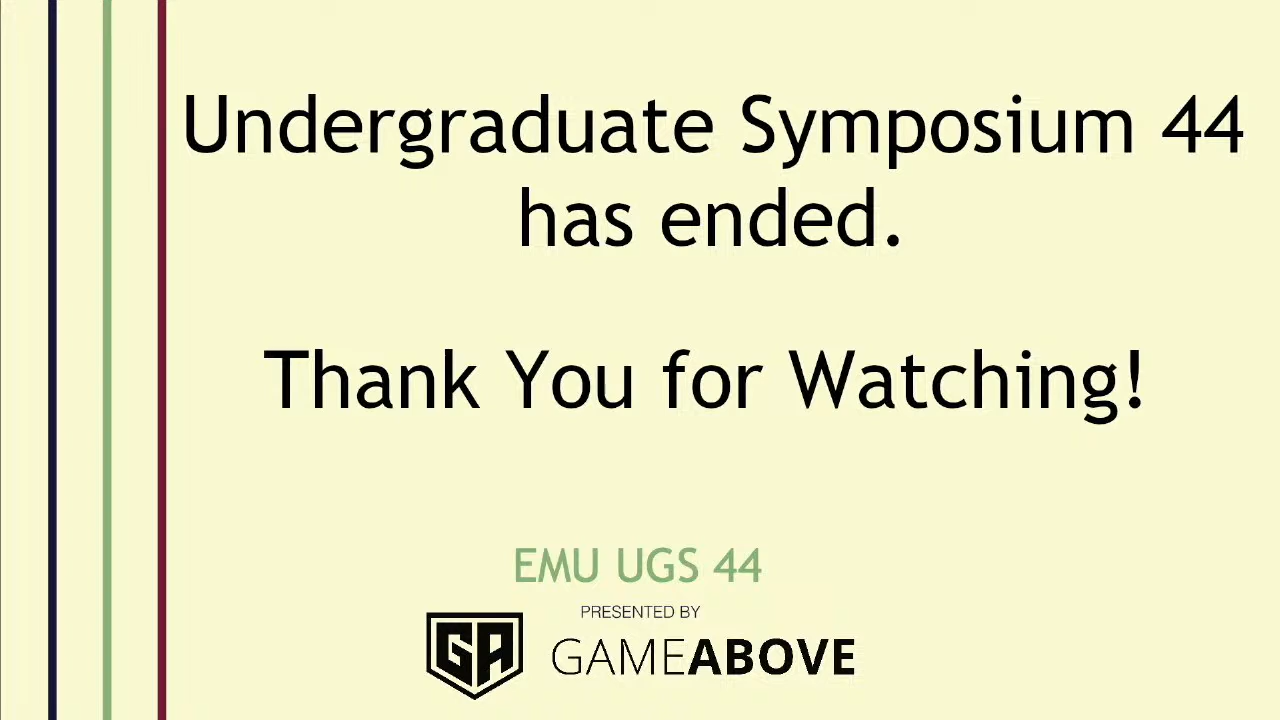 Undergraduate Symposium 44
has ended.
Thank You for Watching!
EMU UGS 44
PRESENTED BY
GA GAMEABOVE